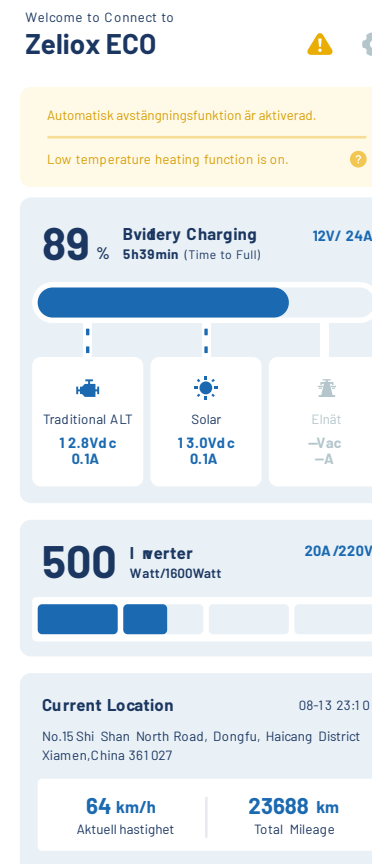 Welcome to Connect to
Zeliox ECO
Automatisk avstängningsfunktion är aktiverad.
Low temperature heating function is on.
?
89 %
Charging
12V/ 24A
5h39min (Time to Full)
Traditional ALT
12.8Vdc
0.1A
Solar
13.0Vdc
0.1A
Elnät
--Vac
--A
500
20A/220V
Watt/1600Watt
Current Location
08-13 23:10
No.15 Shi Shan North Road, Dongfu, Haicang District
Xiamen,China 361027
64 km/h
Aktuell hastighet
23688 km
Total Mileage